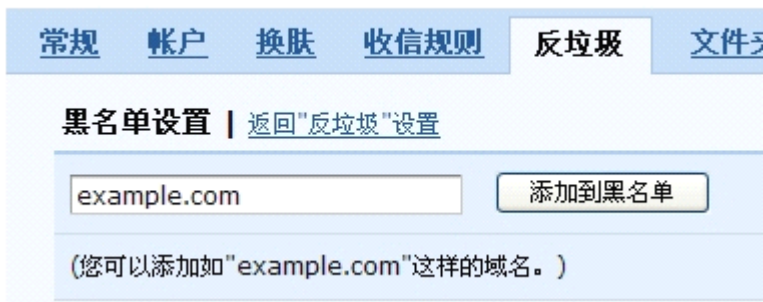 常规 帐户 换肤 收信规则 反垃圾 文件
黑名单设置 | 返回"反垃圾"设置
example.com 添加到黑名单
(您可以添加如"example.com"这样的域名。)